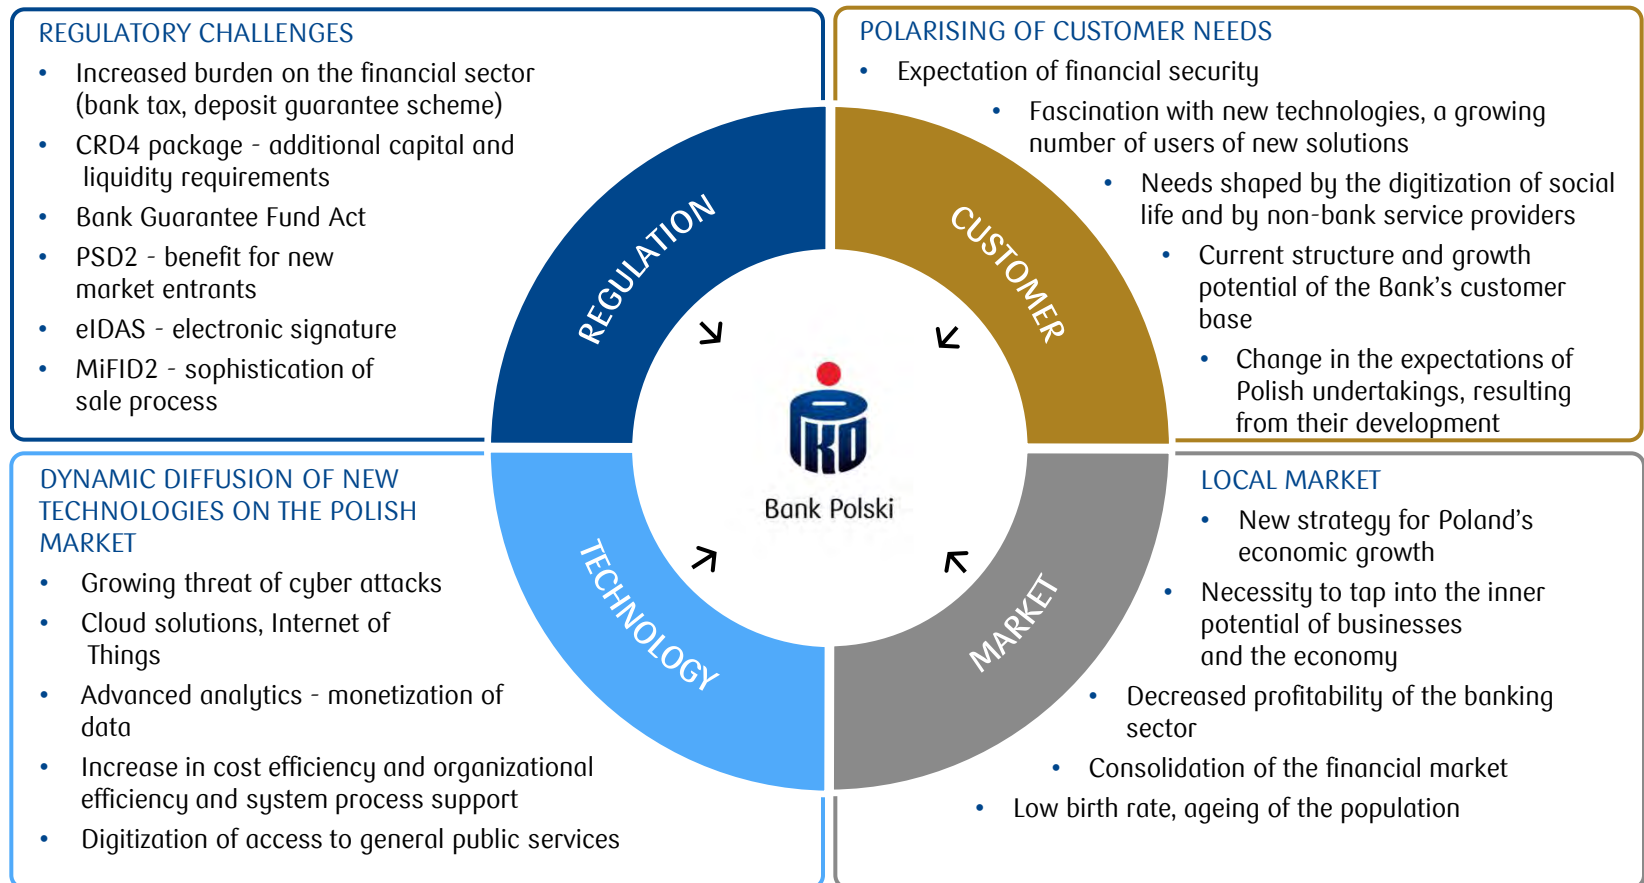 REGULATORY CHALLENGES
• Increased burden on the financial sector
(bank tax, deposit guarantee scheme)
• CRD4 package - additional capital and
liquidity requirements
• Bank Guarantee Fund Act
• PSD2 - benefit for new
market entrants
• eIDAS - electronic signature
• MiFID2 - sophistication of
sale process
POLARISING OF CUSTOMER NEEDS
• Expectation of financial security
• Fascination with new technologies, a growing
number of users of new solutions
• Needs shaped by the digitization of social
life and by non-bank service providers
• Current structure and growth
potential of the Bank's customer
base
• Change in the expectations of
Polish undertakings, resulting
from their development
REGULATION
CUSTOMER
PKO
Bank Polski
TECHNOLOGY
MARKET
DYNAMIC DIFFUSION OF NEW
TECHNOLOGIES ON THE POLISH
MARKET
• Growing threat of cyber attacks
• Cloud solutions, Internet of
Things
• Advanced analytics - monetization of
data
• Increase in cost efficiency and organizational
efficiency and system process support
• Digitization of access to general public services
LOCAL MARKET
• New strategy for Poland's
economic growth
• Necessity to tap into the inner
potential of businesses
and the economy
• Decreased profitability of the banking
sector
• Consolidation of the financial market
• Low birth rate, ageing of the population